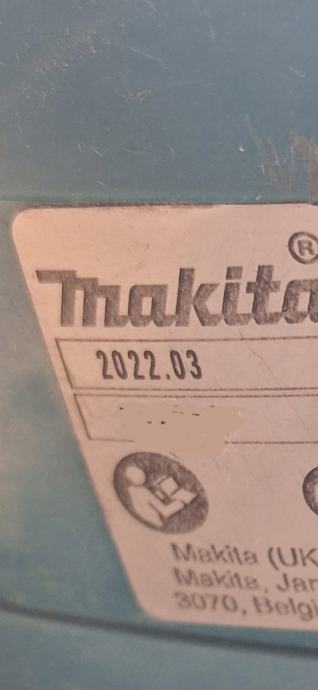 ®
makita
2022.03
Makita (UK
Makita, Jan
3070, Belgi